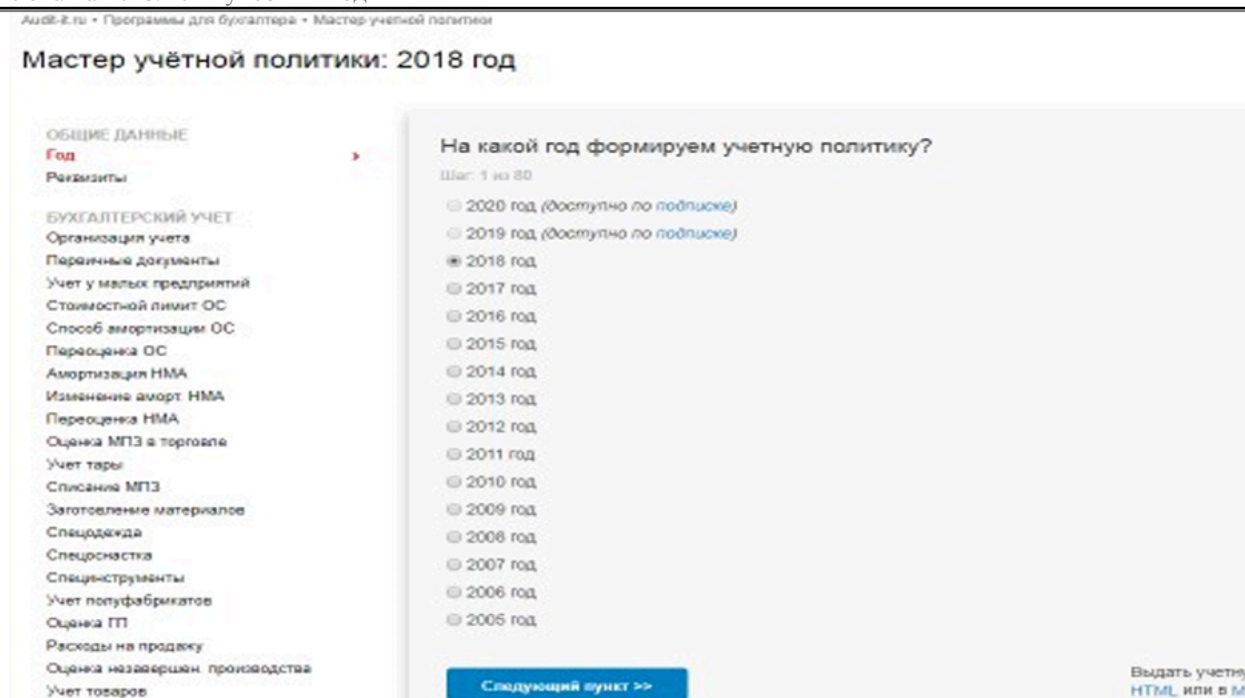 Audit-it.ru • Программы для бухгалтера • Мастер учетной политики
Мастер учётной политики: 2018 год
ОБЩИЕ ДАННЫЕ
Год
Реквизиты
БУХГАЛТЕРСКИЙ УЧЕТ
Организация учета
Первичные документы
Учет у малых предприятий
Стоимостной лимит ОС
Способ амортизации ОС
Переоценка ОС
Амортизация НМА
Изменение аморт. НМА
Переоценка НМА
Оценка МПЗ в торговле
Учет тары
Списание МПЗ
Заготовление материалов
Спецодежда
Спецоснастка
Специнструменты
Учет полуфабрикатов
Оценка ГП
Расходы на продажу
Оценка незавершен. производства
Учет товаров
На какой год формируем учетную политику?
Шаг: 1 из 80
2020 год (доступно по подписке)
2019 год (доступно по подписке)
2018 год
2017 год
2016 год
2015 год
2014 год
2013 год
2012 год
2011 год
2010 год
2009 год
2008 год
2007 год
2006 год
2005 год
Следующий пункт >>
Выдать учетну
HTML или в M